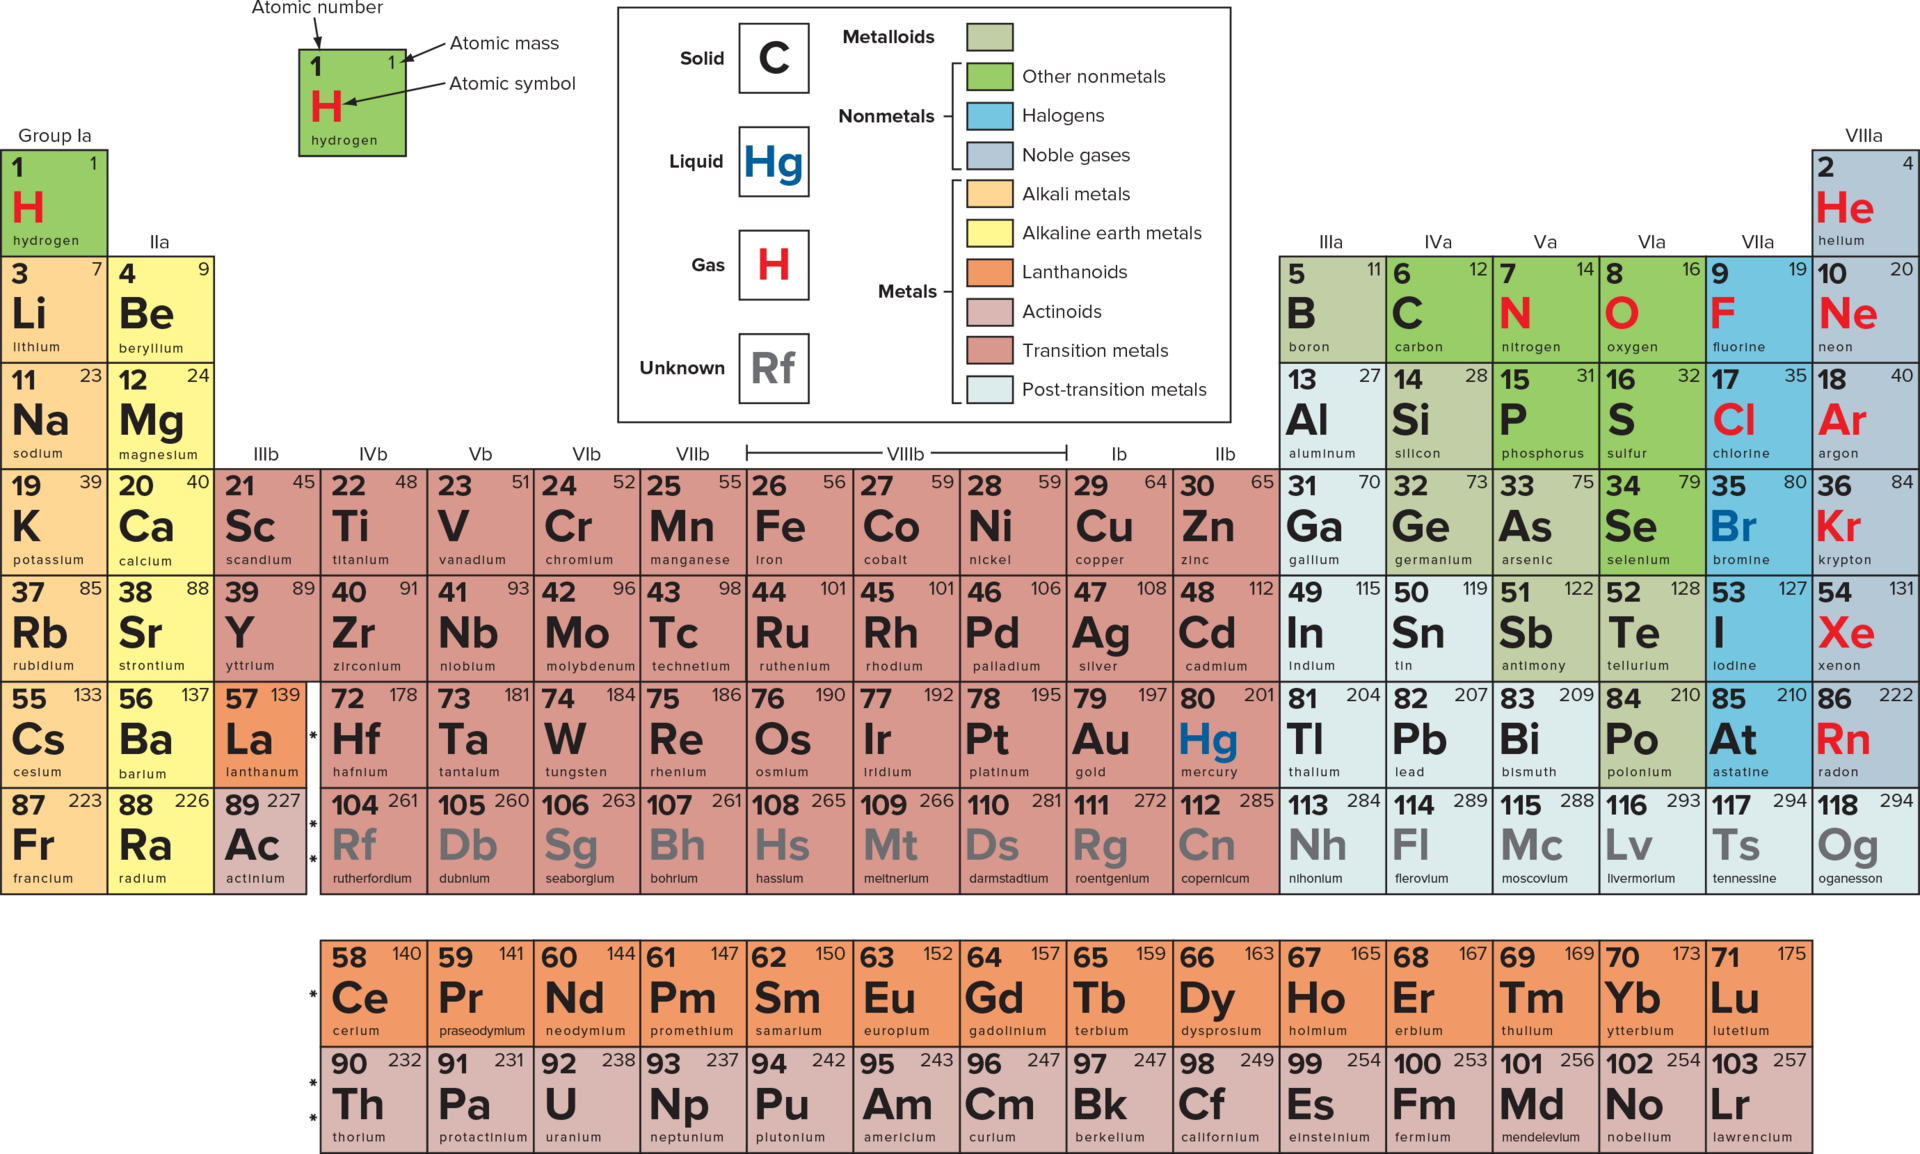 Atomic number
1 1
H
hydrogen
Atomic mass
Atomic symbol
Solid C
Liquid Hg
Gas H
Unknown Rf
Metalloids
Nonmetals
Other nonmetals
Halogens
Noble gases
Metals
Alkali metals
Alkaline earth metals
Lanthanoids
Actinoids
Transition metals
Post-transition metals
Group Ia VIIIa
1 1 2 4
H He
hydrogen helium
IIa IIIa IVa Va VIa VIIa
3 7 4 9 5 11 6 12 7 14 8 16 9 19 10 20
Li Be B C N O F Ne
lithium beryllium boron carbon nitrogen oxygen fluorine neon
11 23 12 24 13 27 14 28 15 31 16 32 17 35 18 40
Na Mg Al Si P S Cl Ar
sodium magnesium aluminum silicon phosphorus sulfur chlorine argon
IIIb IVb Vb VIb VIIb VIIIb Ib IIb
19 39 20 40 21 45 22 48 23 51 24 52 25 55 26 56 27 59 28 59 29 64 30 65 31 70 32 73 33 75 34 79 35 80 36 84
K Ca Sc Ti V Cr Mn Fe Co Ni Cu Zn Ga Ge As Se Br Kr
potassium calcium scandium titanium vanadium chromium manganese iron cobalt nickel copper zinc gallium germanium arsenic selenium bromine krypton
37 85 38 88 39 89 40 91 41 93 42 96 43 98 44 101 45 101 46 106 47 108 48 112 49 115 50 119 51 122 52 128 53 127 54 131
Rb Sr Y Zr Nb Mo Tc Ru Rh Pd Ag Cd In Sn Sb Te I Xe
rubidium strontium yttrium zirconium niobium molybdenum technetium ruthenium rhodium palladium silver cadmium indium tin antimony tellurium iodine xenon
55 133 56 137 57 139 72 178 73 181 74 184 75 186 76 190 77 192 78 195 79 197 80 201 81 204 82 207 83 209 84 210 85 210 86 222
Cs Ba La * Hf Ta W Re Os Ir Pt Au Hg Tl Pb Bi Po At Rn
cesium barium lanthanum hafnium tantalum tungsten rhenium osmium iridium platinum gold mercury thallium lead bismuth polonium astatine radon
87 223 88 226 89 227 * 104 261 105 260 106 263 107 261 108 265 109 266 110 281 111 272 112 285 113 284 114 289 115 288 116 293 117 294 118 294
Fr Ra Ac * Rf Db Sg Bh Hs Mt Ds Rg Cn Nh Fl Mc Lv Ts Og
francium radium actinium rutherfordium dubnium seaborgium bohrium hassium meitnerium darmstadtium roentgenium copernicum nihonium flerovium moscovium livermorium tennessine oganesson
58 140 59 141 60 144 61 147 62 150 63 152 64 157 65 159 66 163 67 165 68 167 69 169 70 173 71 175
* Ce Pr Nd Pm Sm Eu Gd Tb Dy Ho Er Tm Yb Lu
cerium praseodymium neodymium promethium samarium europium gadolinium terbium dysprosium holmium erbium thulium ytterbium lutetium
* 90 232 91 231 92 238 93 237 94 242 95 243 96 247 97 247 98 249 99 254 100 253 101 256 102 254 103 257
* Th Pa U Np Pu Am Cm Bk Cf Es Fm Md No Lr
thorium protactinium uranium neptunium plutonium americium curium berkelium californium einsteinium fermium mendelevium nobelium lawrencium